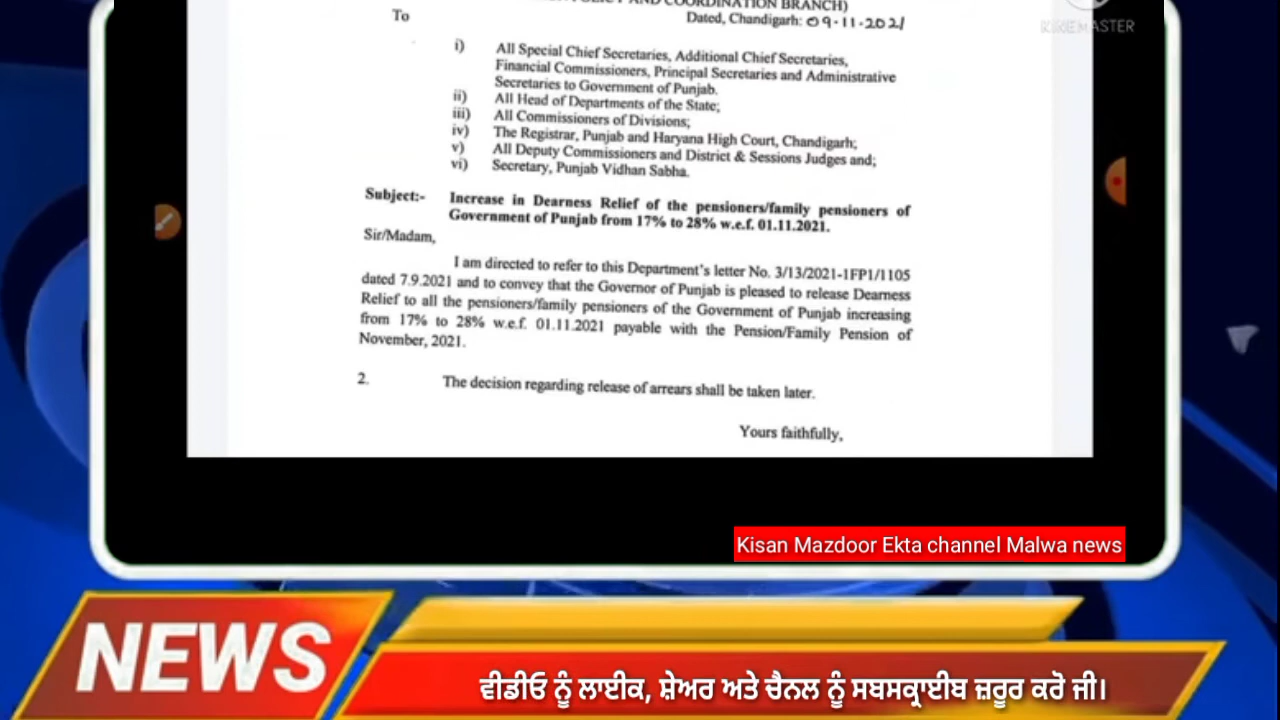 AND COORDINATION BRANCH)
To
Dated, Chandigarh: 09-11-2021
KINEMASTER
i) All Special Chief Secretaries, Additional Chief Secretaries,
Financial Commissioners, Principal Secretaries and Administrative
Secretaries to Government of Punjab.
ii) All Head of Departments of the State;
iii) All Commissioners of Divisions;
iv) The Registrar, Punjab and Haryana High Court, Chandigarh;
v) All Deputy Commissioners and District & Sessions Judges and;
vi) Secretary, Punjab Vidhan Sabha.
Subject:- Increase in Dearness Relief of the pensioners/family pensioners of
Government of Punjab from 17% to 28% w.e.f. 01.11.2021.
Sir/Madam,
I am directed to refer to this Department's letter No. 3/13/2021-1FP1/1105
dated 7.9.2021 and to convey that the Governor of Punjab is pleased to release Dearness
Relief to all the pensioners/family pensioners of the Government of Punjab increasing
from 17% to 28% w.e.f. 01.11.2021 payable with the Pension/Family Pension of
November, 2021.
2. The decision regarding release of arrears shall be taken later.
Yours faithfully,
Kisan Mazdoor Ekta channel Malwa news
NEWS
ਵੀਡੀਓ ਨੂੰ ਲਾਈਕ, ਸ਼ੇਅਰ ਅਤੇ ਚੈਨਲ ਨੂੰ ਸਬਸਕ੍ਰਾਈਬ ਜ਼ਰੂਰ ਕਰੋ ਜੀ।